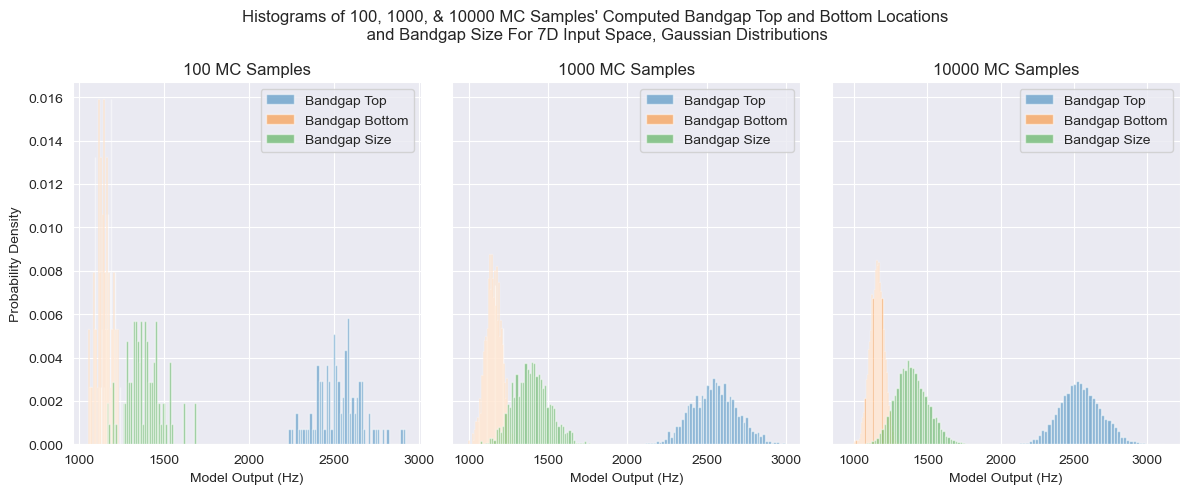 Histograms of 100, 1000, & 10000 MC Samples' Computed Bandgap Top and Bottom Locations
and Bandgap Size For 7D Input Space, Gaussian Distributions
100 MC Samples
1000 MC Samples
10000 MC Samples
Probability Density
0.016
0.014
0.012
0.010
0.008
0.006
0.004
0.002
0.000
Bandgap Top
Bandgap Bottom
Bandgap Size
1000 1500 2000 2500 3000
Model Output (Hz)
Bandgap Top
Bandgap Bottom
Bandgap Size
1000 1500 2000 2500 3000
Model Output (Hz)
Bandgap Top
Bandgap Bottom
Bandgap Size
1000 1500 2000 2500 3000
Model Output (Hz)